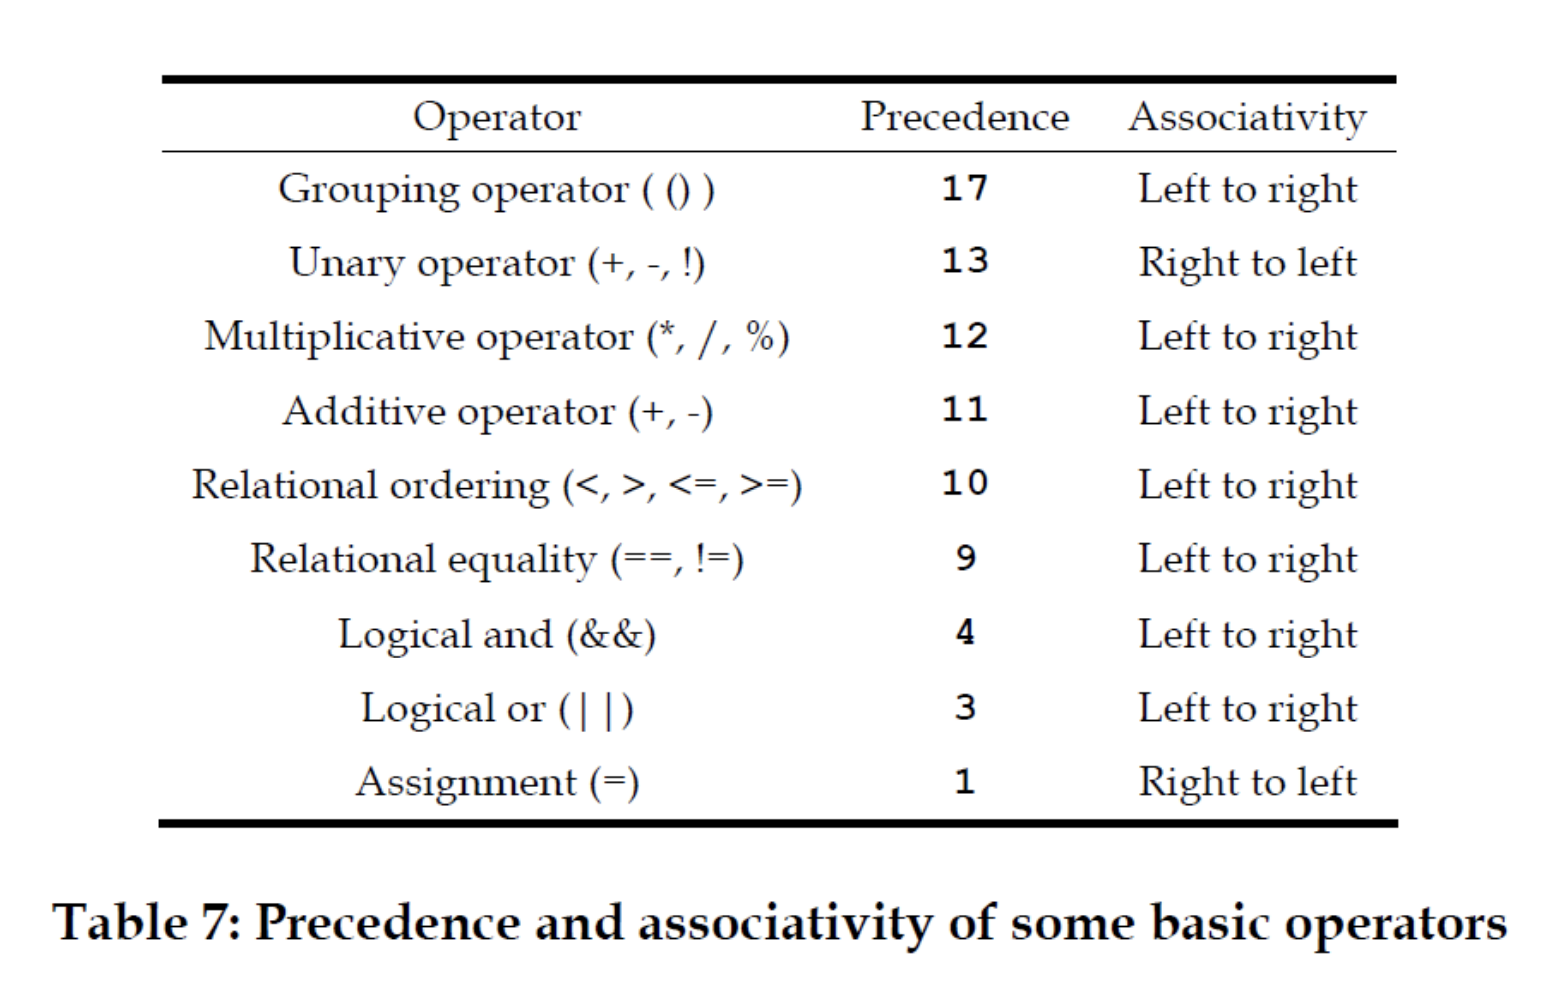 Operator Precedence Associativity
Grouping operator ( () ) 17 Left to right
Unary operator (+, -, !) 13 Right to left
Multiplicative operator (*, /, %) 12 Left to right
Additive operator (+, -) 11 Left to right
Relational ordering (<, >, <=, >=) 10 Left to right
Relational equality (==, !=) 9 Left to right
Logical and (&&) 4 Left to right
Logical or (||) 3 Left to right
Assignment (=) 1 Right to left
Table 7: Precedence and associativity of some basic operators